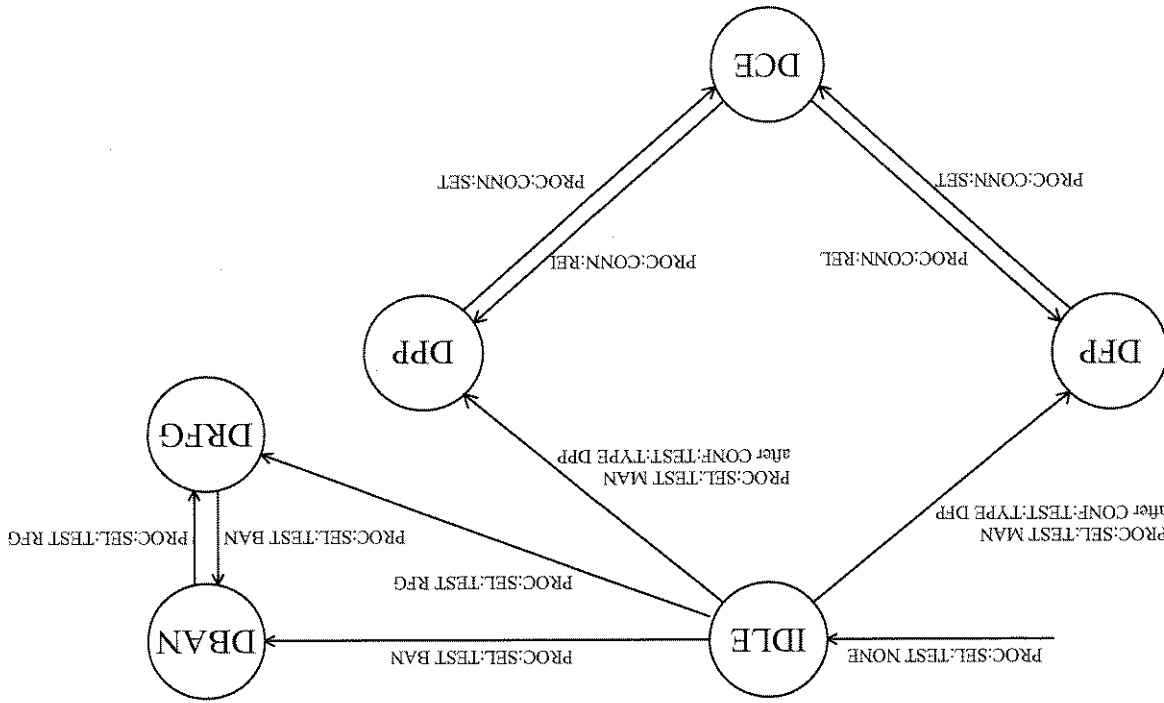 PROC:SEL:TEST NONE
IDLE
PROC:SEL:TEST BAN
DBAN
PROC:SEL:TEST RFG
PROC:SEL:TEST MAN
after CONF:TEST:TYPE DFP
PROC:SEL:TEST BAN
PROC:SEL:TEST RFG
PROC:SEL:TEST MAN
after CONF:TEST:TYPE DPP
DRFG
DFP
DPP
PROC:CONN:REL
PROC:CONN:REL
PROC:CONN:SET
PROC:CONN:SET
DCE